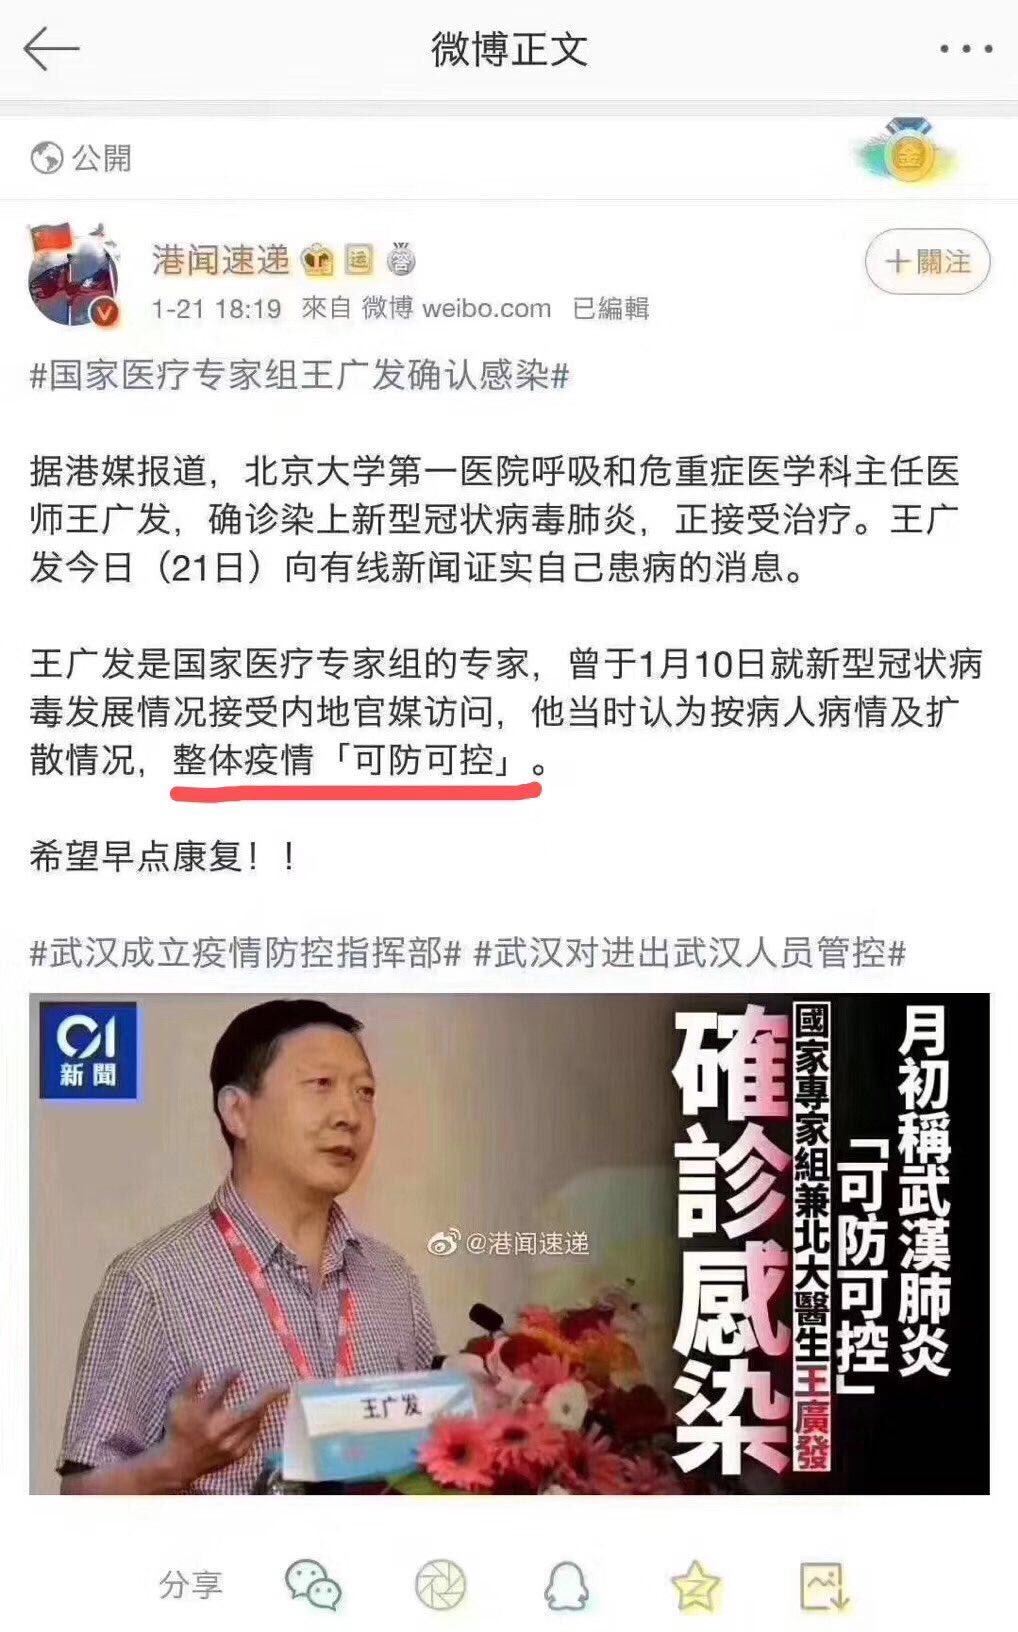 微博正文
公開
金
港闻速递 运 答
1-21 18:19 來自 微博 weibo.com 已編輯
十關注
#国家医疗专家组王广发确认感染#
据港媒报道，北京大学第一医院呼吸和危重症医学科主任医
师王广发，确诊染上新型冠状病毒肺炎，正接受治疗。王广
发今日（21日）向有线新闻证实自己患病的消息。
王广发是国家医疗专家组的专家，曾于1月10日就新型冠状病
毒发展情况接受内地官媒访问，他当时认为按病人病情及扩
散情况，整体疫情「可防可控」。
希望早点康复！！
#武汉成立疫情防控指挥部# #武汉对进出武汉人员管控#
01
新聞
月初稱武漢肺炎
「可防可控」
國家專家組兼北大醫生王廣發
確診感染
@港闻速递
王广发
分享